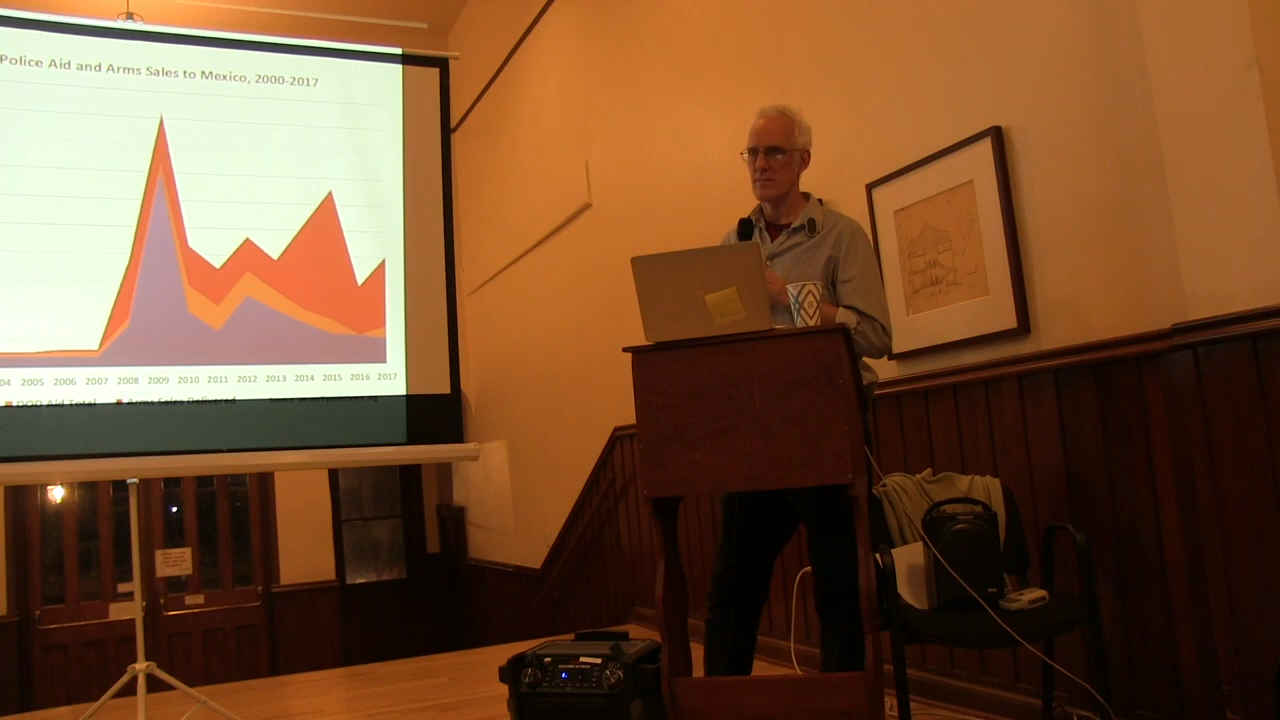 Police Aid and Arms Sales to Mexico, 2000-2017
04 2005 2006 2007 2008 2009 2010 2011 2012 2013 2014 2015 2016 2017
DOD Aid Total Arms Sales Delivered